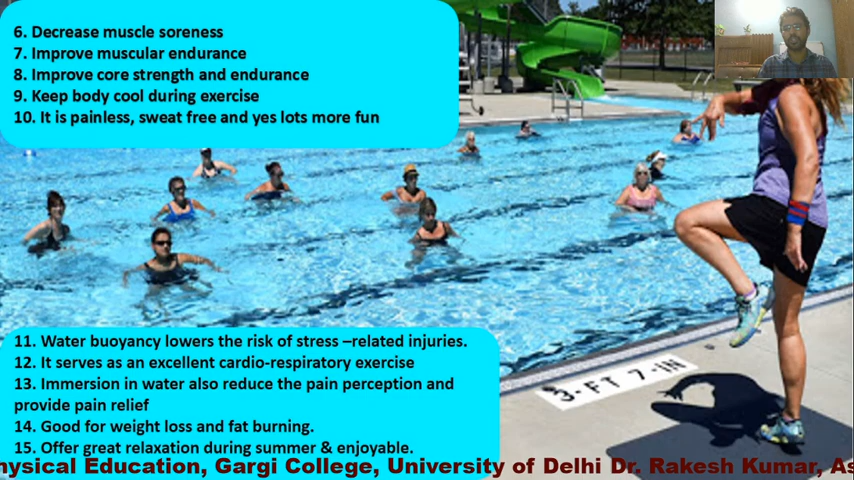 6. Decrease muscle soreness
7. Improve muscular endurance
8. Improve core strength and endurance
9. Keep body cool during exercise
10. It is painless, sweat free and yes lots more fun
3-FT 7-IN
11. Water buoyancy lowers the risk of stress –related injuries.
12. It serves as an excellent cardio-respiratory exercise
13. Immersion in water also reduce the pain perception and
provide pain relief
14. Good for weight loss and fat burning.
15. Offer great relaxation during summer & enjoyable.
hysical Education, Gargi College, University of Delhi Dr. Rakesh Kumar, As